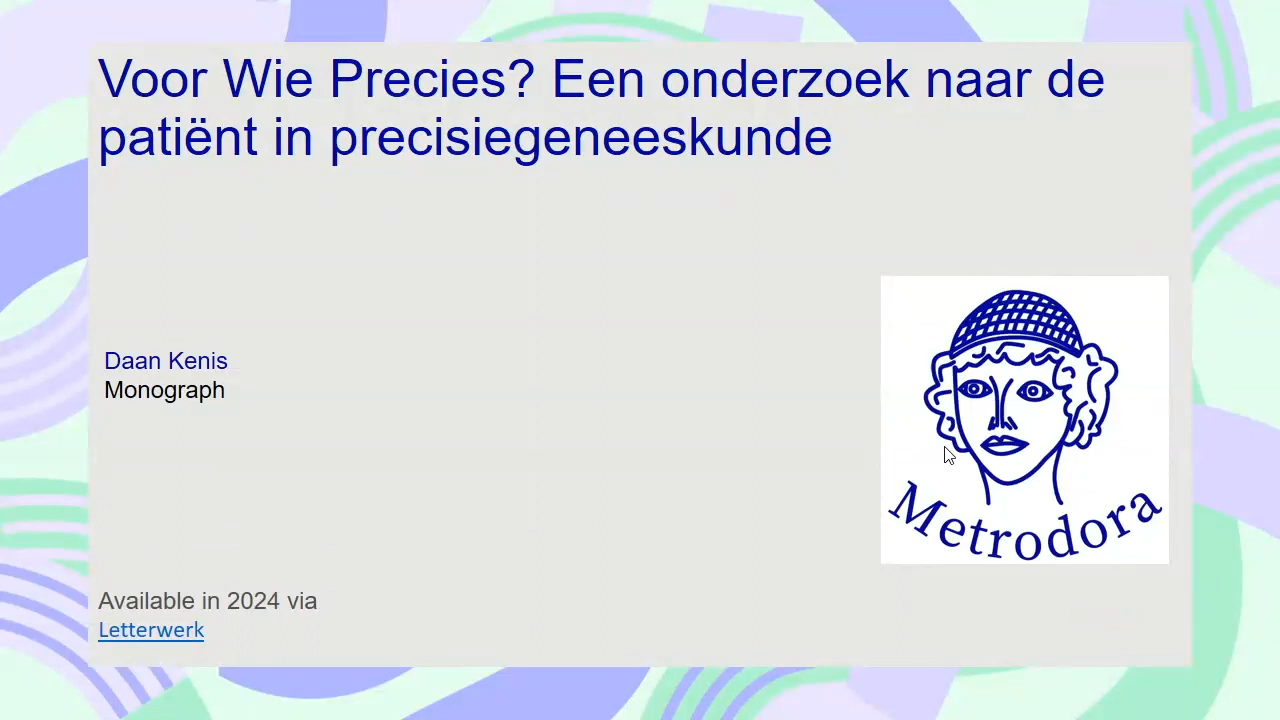 Voor Wie Precies? Een onderzoek naar de
patiënt in precisiegeneeskunde
Daan Kenis
Monograph
Metrodora
Available in 2024 via
Letterwerk